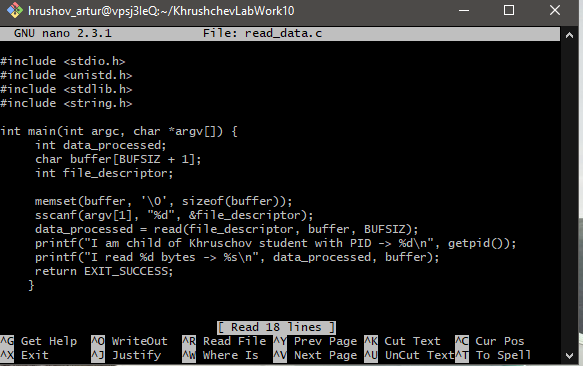 hrushov_artur@vpsj3leQ:~/KhrushchevLabWork10
GNU nano 2.3.1 File: read_data.c
#include <stdio.h>
#include <unistd.h>
#include <stdlib.h>
#include <string.h>
int main(int argc, char *argv[]) {
int data_processed;
char buffer[BUFSIZ + 1];
int file_descriptor;
memset(buffer, '\0', sizeof(buffer));
sscanf(argv[1], "%d", &file_descriptor);
data_processed = read(file_descriptor, buffer, BUFSIZ);
printf("I am child of Khruschov student with PID -> %d\n", getpid());
printf("I read %d bytes -> %s\n", data_processed, buffer);
return EXIT_SUCCESS;
}
[ Read 18 lines ]
^G Get Help ^O WriteOut ^R Read File ^Y Prev Page ^K Cut Text ^C Cur Pos
^X Exit ^J Justify ^W Where Is ^V Next Page ^U UnCut Text ^T To Spell